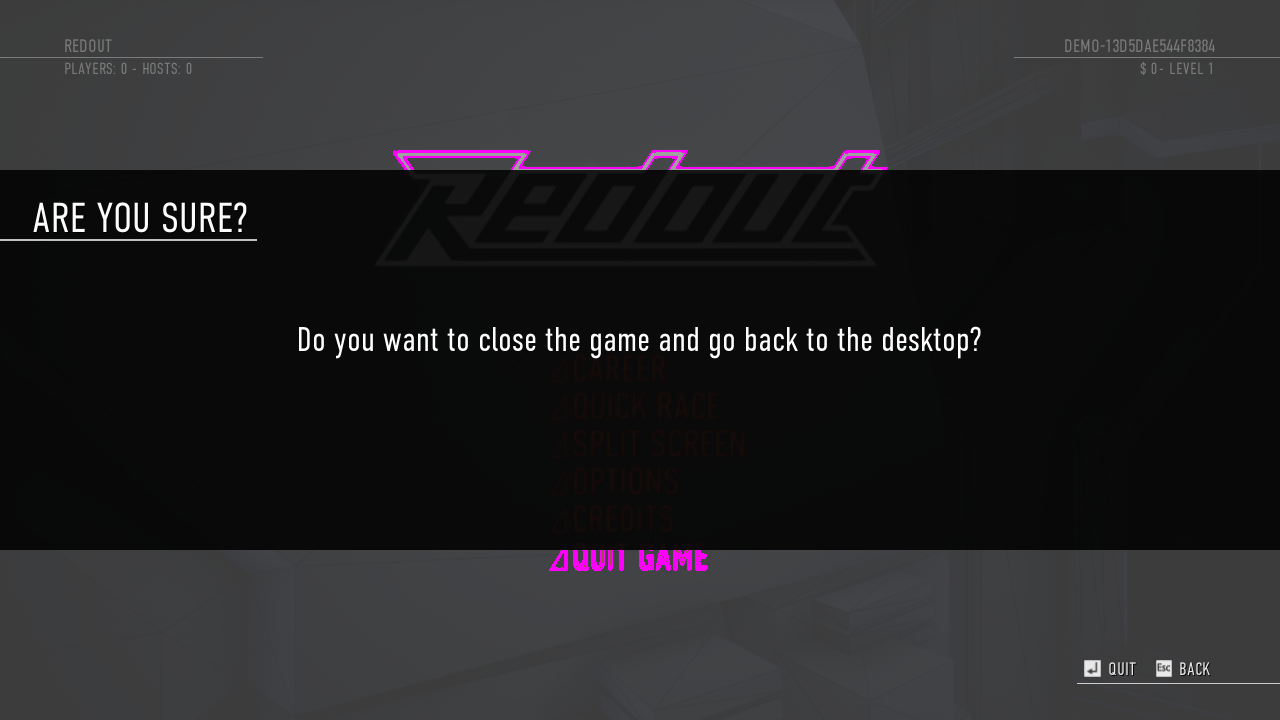 REDOUT
PLAYERS: 0 - HOSTS: 0
DEMO-13D5DAE544F8384
$ 0- LEVEL 1
Redout
ARE YOU SURE?
Do you want to close the game and go back to the desktop?
CAREER
QUICK RACE
SPLIT SCREEN
OPTIONS
CREDITS
QUIT GAME
QUIT
Esc BACK